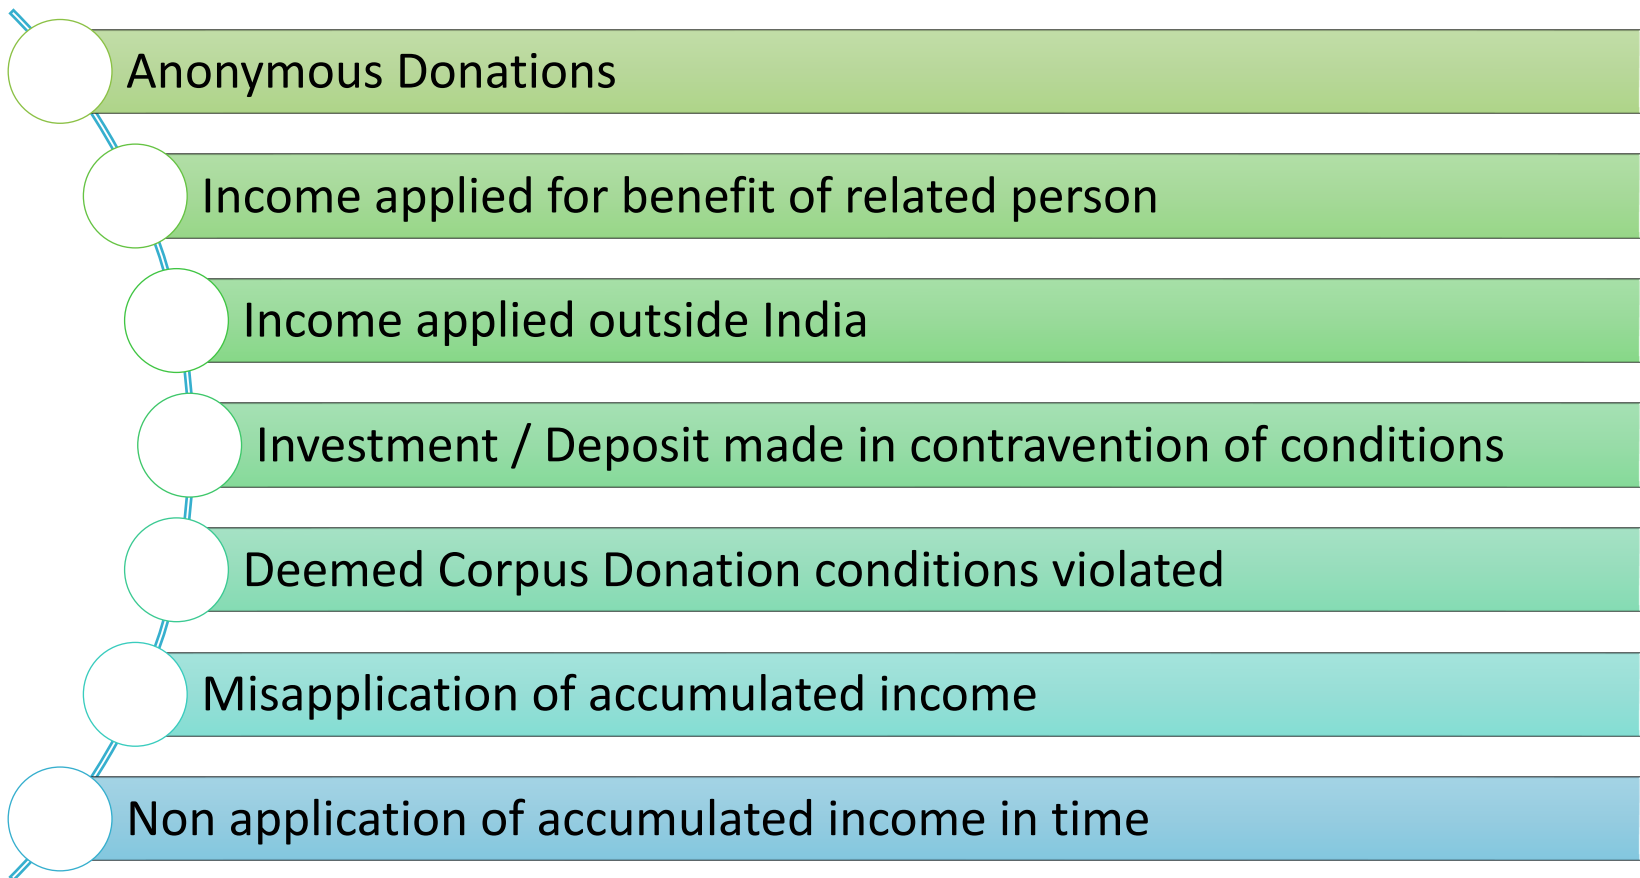 Anonymous Donations
Income applied for benefit of related person
Income applied outside India
Investment / Deposit made in contravention of conditions
Deemed Corpus Donation conditions violated
Misapplication of accumulated income
Non application of accumulated income in time